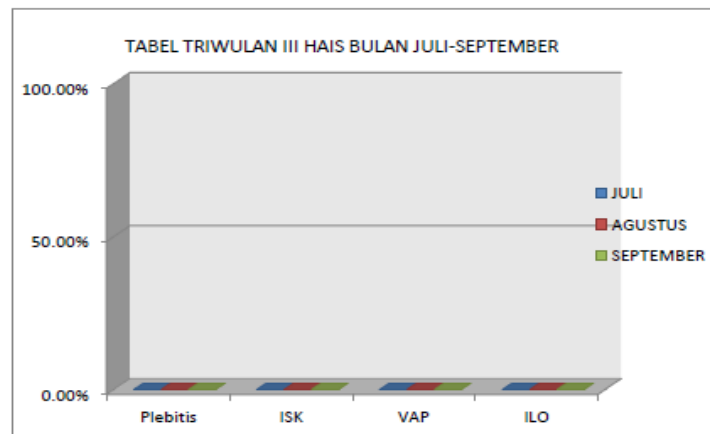 TABEL TRIWULAN III HAIS BULAN JULI-SEPTEMBER
100.00%
50.00%
0.00%
Plebitis ISK VAP ILO
JULI
AGUSTUS
SEPTEMBER